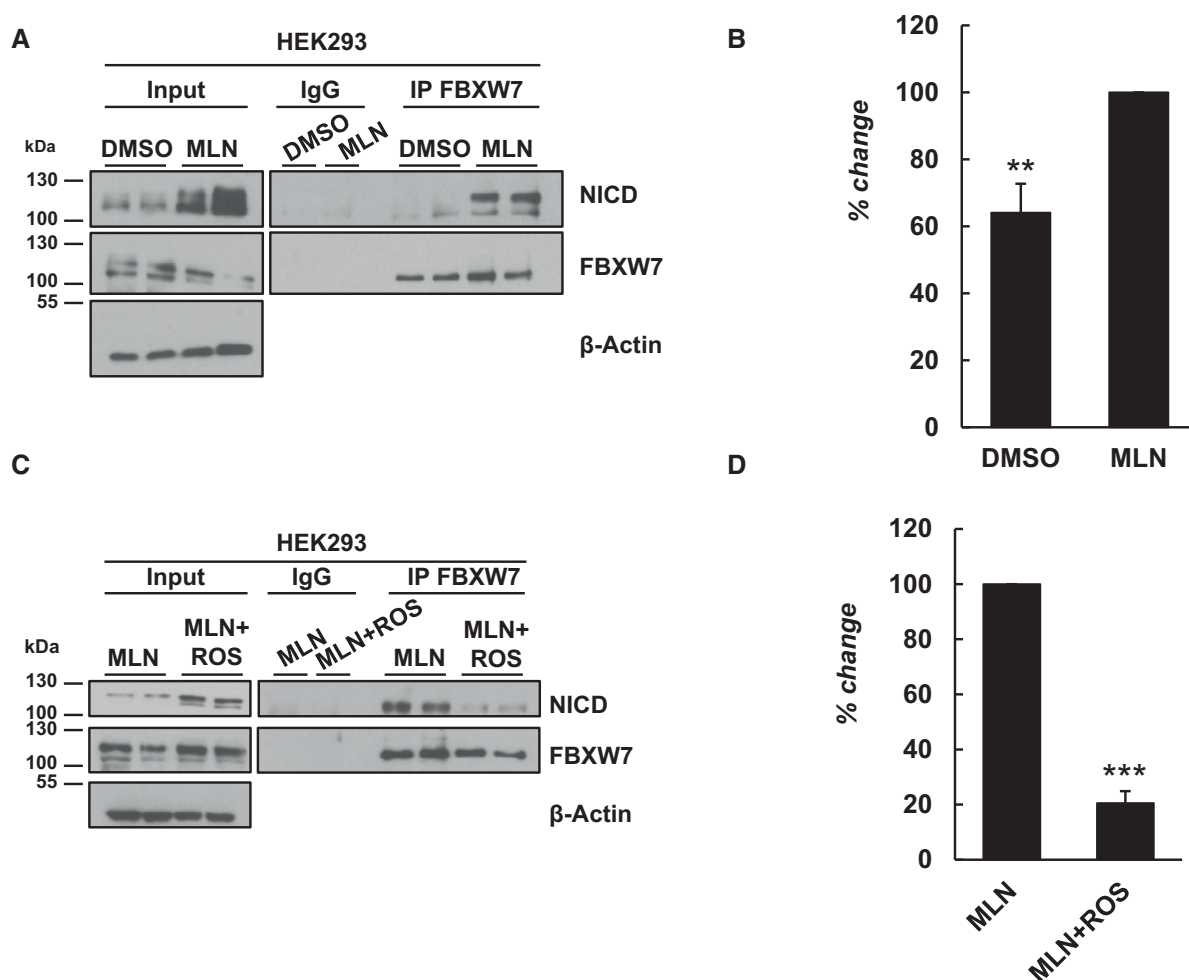 A
HEK293
Input IgG IP FBXW7
kDa DMSO MLN DMSO MLN DMSO MLN
130
100
NICD
130
100
FBXW7
55
β-Actin
B
120
100
80
60
40
20
0
% change
**
DMSO MLN
C
HEK293
Input IgG IP FBXW7
kDa MLN MLN+
ROS MLN MLN+ROS MLN MLN+
ROS
130
100
NICD
130
100
FBXW7
55
β-Actin
D
120
100
80
60
40
20
0
% change
***
MLN
MLN+ROS